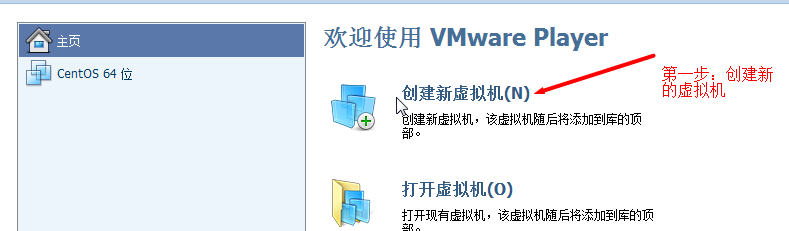 主页
CentOS 64 位
欢迎使用 VMware Player
创建新虚拟机(N)
创建新虚拟机，该虚拟机随后将添加到库的顶
部。
第一步：创建新
的虚拟机
打开虚拟机(O)
打开现有虚拟机，该虚拟机随后将添加到库的顶